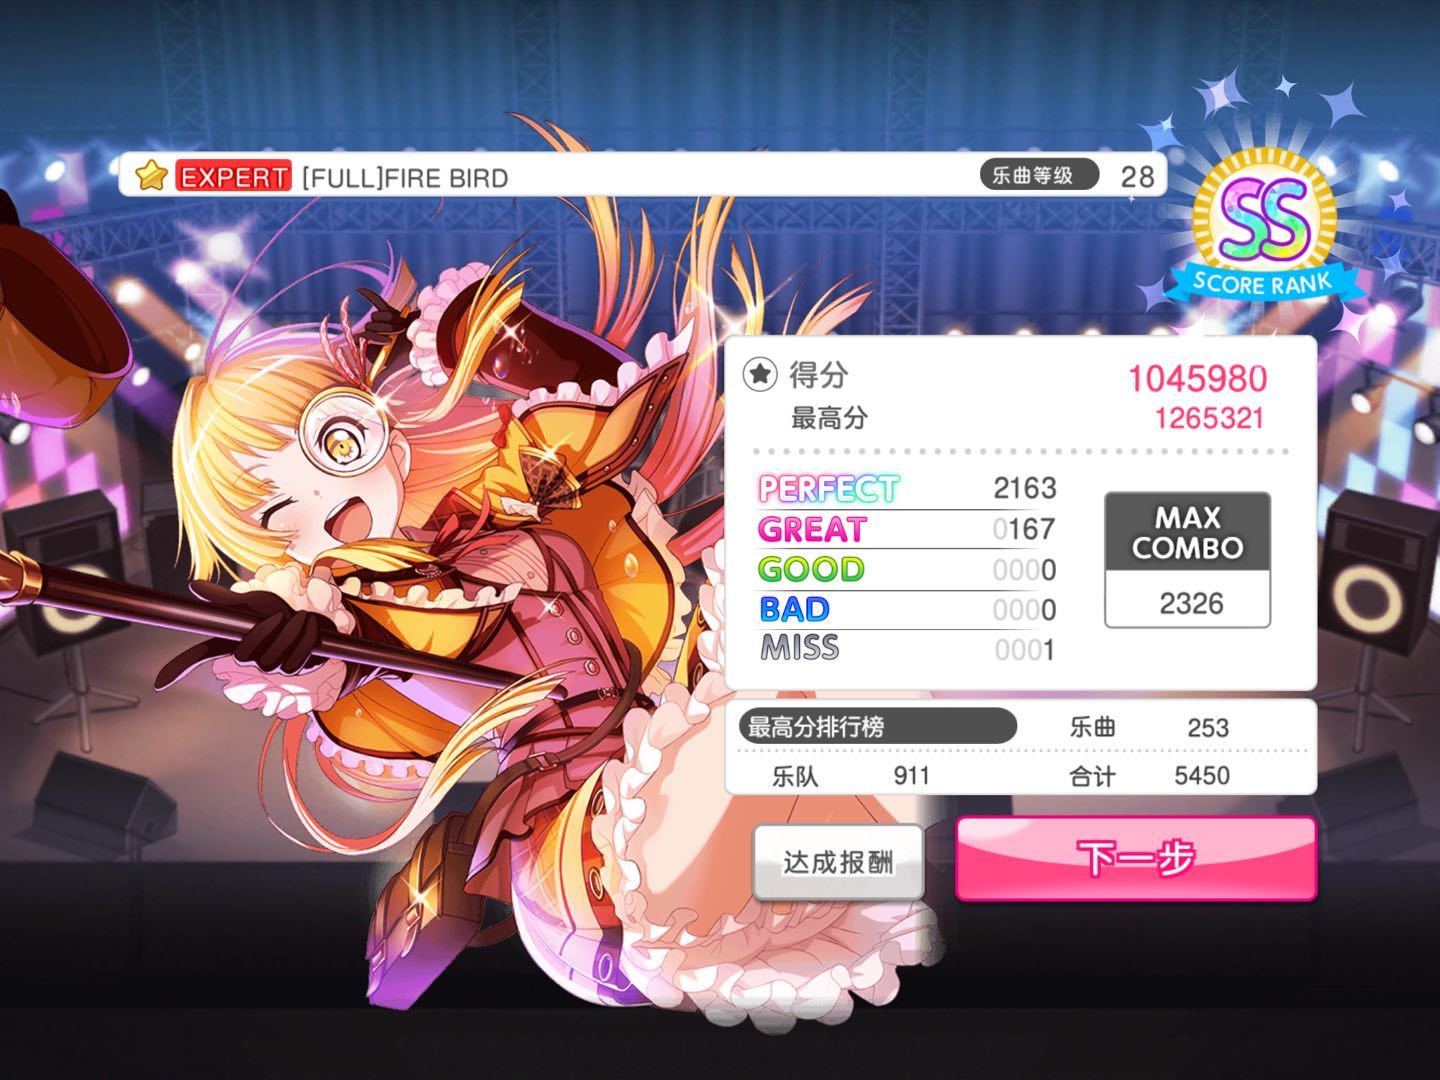 EXPERT [FULL]FIRE BIRD 乐曲等级 28
SS
SCORE RANK
得分 1045980
最高分 1265321
PERFECT 2163
GREAT 0167
GOOD 0000
BAD 0000
MISS 0001
MAX
COMBO
2326
最高分排行榜 乐曲 253
乐队 911 合计 5450
达成报酬 下一步